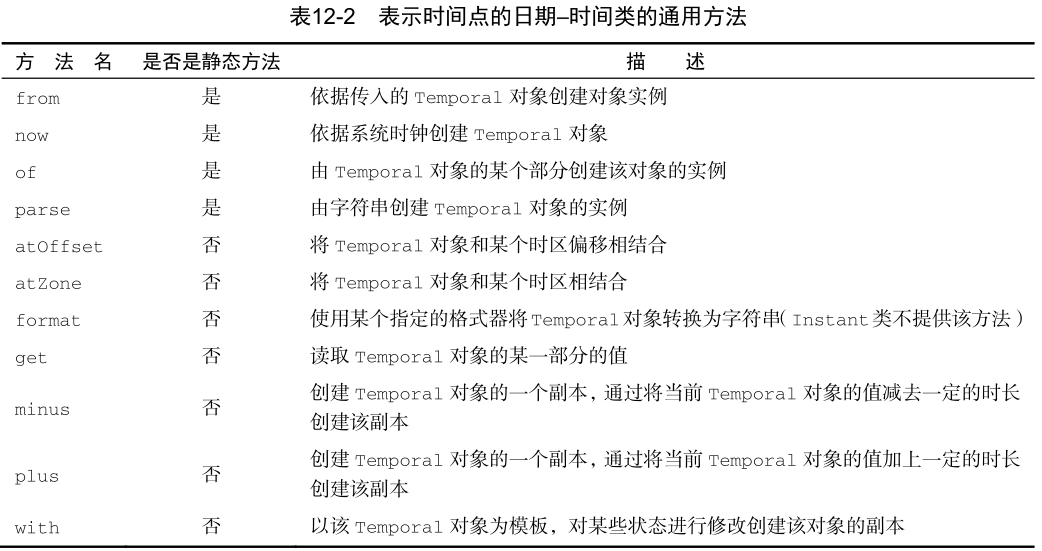 表12-2 表示时间点的日期–时间类的通用方法
方 法 名 是否是静态方法 描 述
from 是 依据传入的 Temporal 对象创建对象实例
now 是 依据系统时钟创建 Temporal 对象
of 是 由 Temporal 对象的某个部分创建该对象的实例
parse 是 由字符串创建 Temporal 对象的实例
atOffset 否 将 Temporal 对象和某个时区偏移相结合
atZone 否 将 Temporal 对象和某个时区相结合
format 否 使用某个指定的格式器将 Temporal 对象转换为字符串（Instant 类不提供该方法）
get 否 读取 Temporal 对象的某一部分的值
minus 否 创建 Temporal 对象的一个副本，通过将当前 Temporal 对象的值减去一定的时长
创建该副本
plus 否 创建 Temporal 对象的一个副本，通过将当前 Temporal 对象的值加上一定的时长
创建该副本
with 否 以该 Temporal 对象为模板，对某些状态进行修改创建该对象的副本